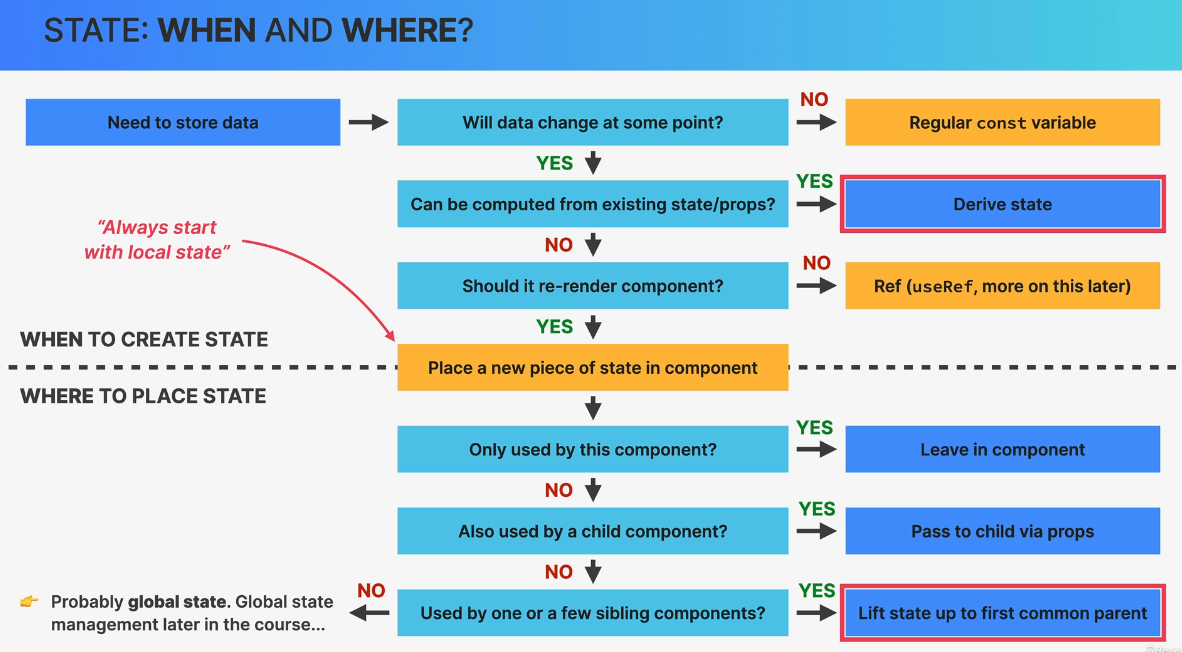 STATE: WHEN AND WHERE?
Need to store data
Will data change at some point?
NO
Regular const variable
YES
Can be computed from existing state/props?
YES
Derive state
“Always start
with local state”
NO
Should it re-render component?
NO
Ref (useRef, more on this later)
YES
WHEN TO CREATE STATE
Place a new piece of state in component
WHERE TO PLACE STATE
Only used by this component?
YES
Leave in component
NO
Also used by a child component?
YES
Pass to child via props
NO
Used by one or a few sibling components?
YES
Lift state up to first common parent
NO
👉 Probably global state. Global state
management later in the course...